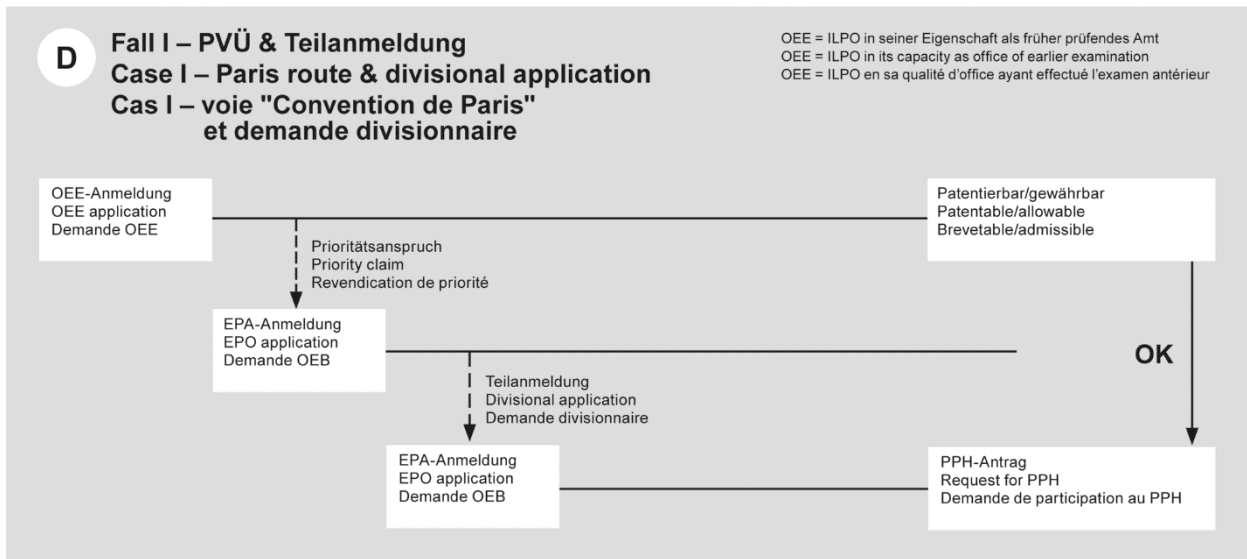 D
Fall I – PVÜ & Teilanmeldung
Case I – Paris route & divisional application
Cas I – voie "Convention de Paris"
et demande divisionnaire
OEE = ILPO in seiner Eigenschaft als früher prüfendes Amt
OEE = ILPO in its capacity as office of earlier examination
OEE = ILPO en sa qualité d'office ayant effectué l'examen antérieur
OEE-Anmeldung
OEE application
Demande OEE
Patentierbar/gewährbar
Patentable/allowable
Brevetable/admissible
Prioritätsanspruch
Priority claim
Revendication de priorité
EPA-Anmeldung
EPO application
Demande OEB
OK
Teilanmeldung
Divisional application
Demande divisionnaire
EPA-Anmeldung
EPO application
Demande OEB
PPH-Antrag
Request for PPH
Demande de participation au PPH